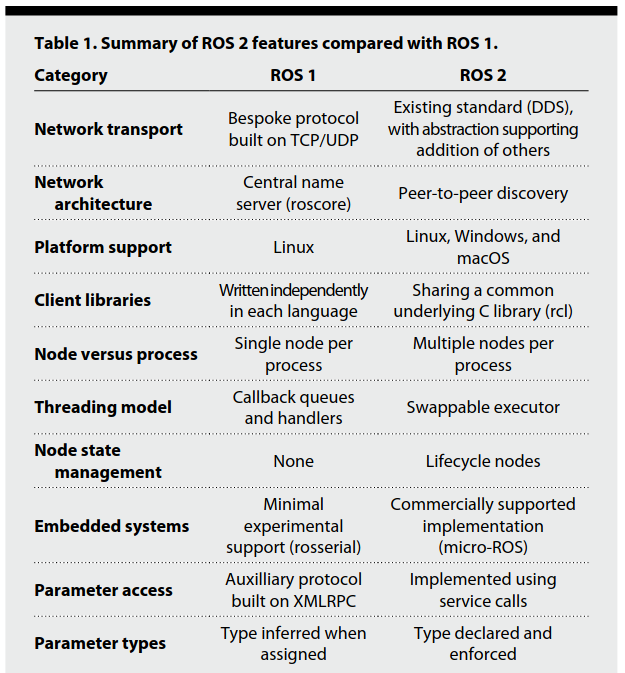 Table 1. Summary of ROS 2 features compared with ROS 1.
Category ROS 1 ROS 2
Network transport
Bespoke protocol
built on TCP/UDP
Existing standard (DDS),
with abstraction supporting
addition of others
Network
architecture
Central name
server (roscore)
Peer-to-peer discovery
Platform support
Linux
Linux, Windows, and
macOS
Client libraries
Written independently
in each language
Sharing a common
underlying C library (rcl)
Node versus process
Single node per
process
Multiple nodes per
process
Threading model
Callback queues
and handlers
Swappable executor
Node state
management
None
Lifecycle nodes
Embedded systems
Minimal
experimental
support (rosserial)
Commercially supported
implementation
(micro-ROS)
Parameter access
Auxilliary protocol
built on XMLRPC
Implemented using
service calls
Parameter types
Type inferred when
assigned
Type declared and
enforced